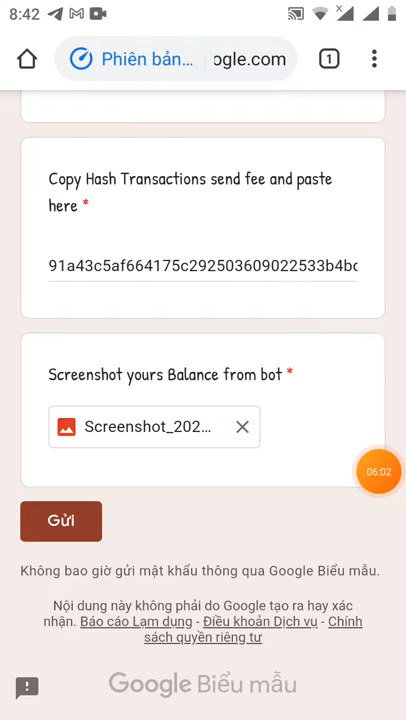 8:42
Phiên bản... ogle.com
1
Copy Hash Transactions send fee and paste
here *
91a43c5af664175c292503609022533b4bc
Screenshot yours Balance from bot *
Screenshot_202...
06:02
Gửi
Không bao giờ gửi mật khẩu thông qua Google Biểu mẫu.
Nội dung này không phải do Google tạo ra hay xác
nhận. Báo cáo Lạm dụng - Điều khoản Dịch vụ - Chính
sách quyền riêng tư
Google Biểu mẫu